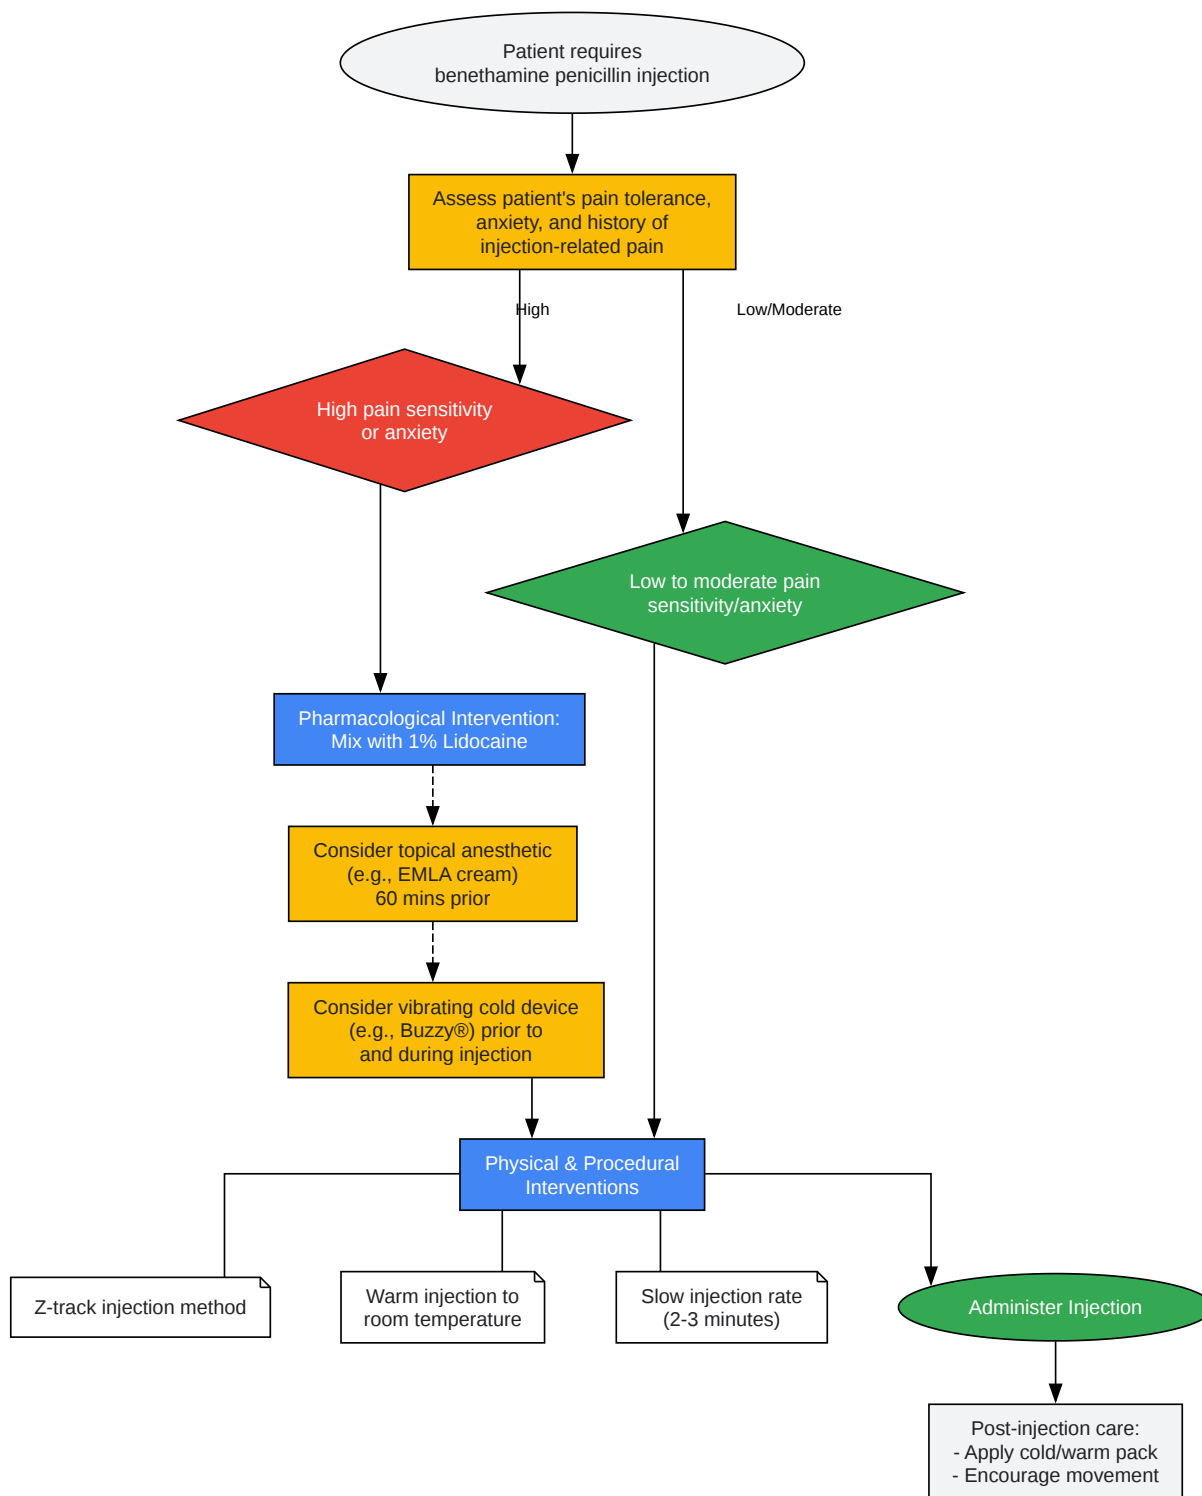 Patient requires
benethamine penicillin injection
Assess patient's pain tolerance,
anxiety, and history of
injection-related pain
High
Low/Moderate
High pain sensitivity
or anxiety
Low to moderate pain
sensitivity/anxiety
Pharmacological Intervention:
Mix with 1% Lidocaine
Consider topical anesthetic
(e.g., EMLA cream)
60 mins prior
Consider vibrating cold device
(e.g., Buzzy®) prior to
and during injection
Physical & Procedural
Interventions
Z-track injection method
Warm injection to
room temperature
Slow injection rate
(2-3 minutes)
Administer Injection
Post-injection care:
- Apply cold/warm pack
- Encourage movement